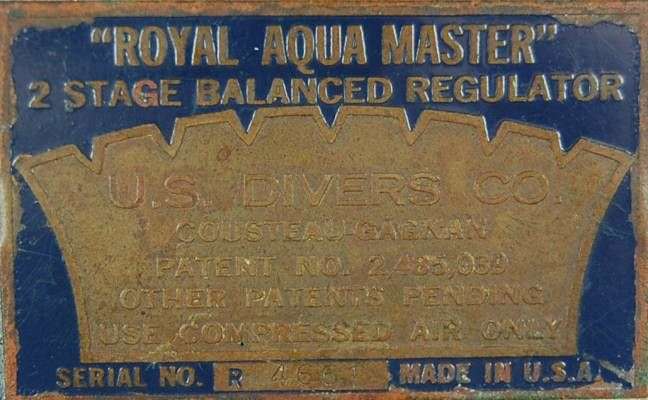 "ROYAL AQUA MASTER"
2 STAGE BALANCED REGULATOR
U.S. DIVERS CO.
COUSTEAU-GAGNAN
PATENT NO. 2,485,039
OTHER PATENTS PENDING
USE COMPRESSED AIR ONLY
SERIAL NO. R MADE IN U.S.A.